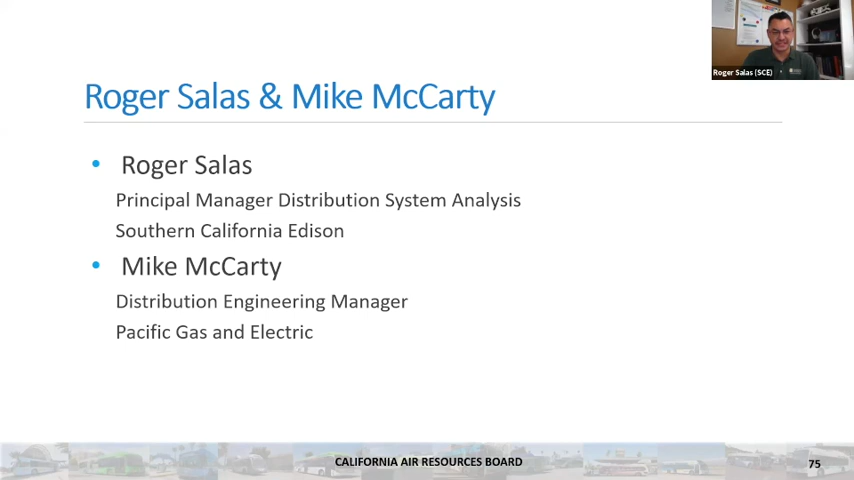 Roger Salas (SCE)
Roger Salas & Mike McCarty
• Roger Salas
Principal Manager Distribution System Analysis
Southern California Edison
• Mike McCarty
Distribution Engineering Manager
Pacific Gas and Electric
CALIFORNIA AIR RESOURCES BOARD
75